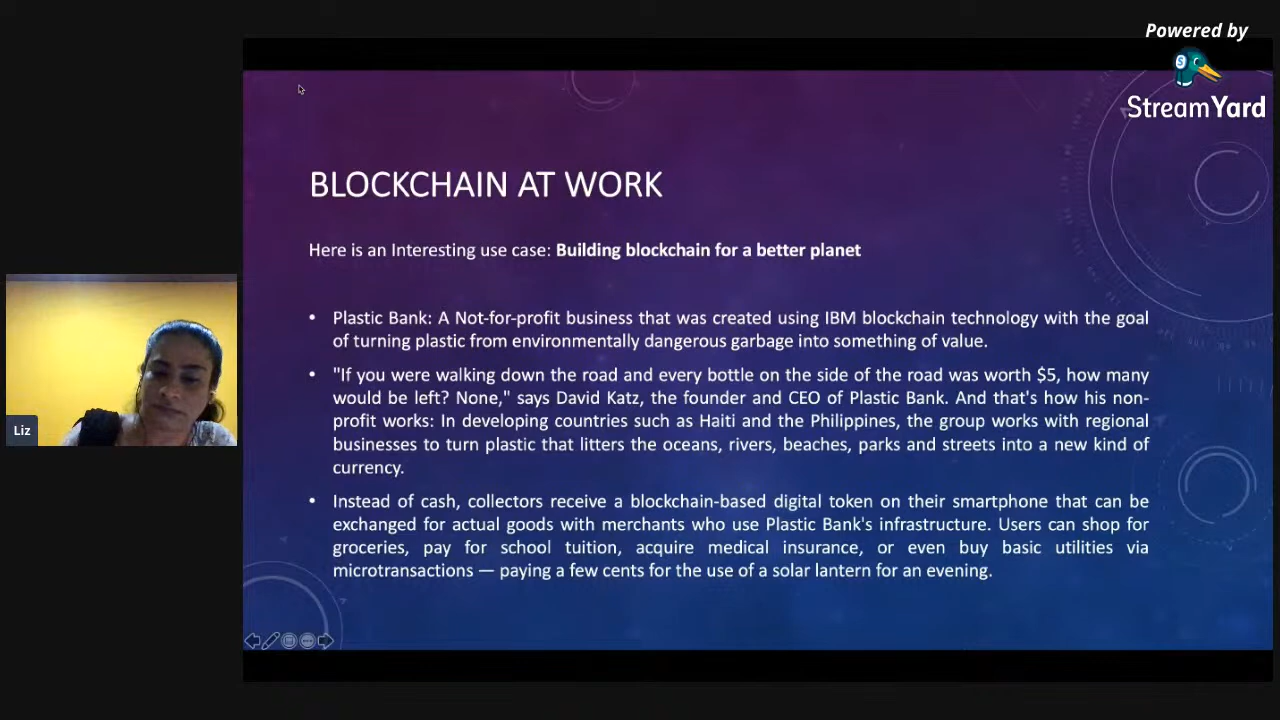 Powered by
StreamYard
BLOCKCHAIN AT WORK
Here is an Interesting use case: Building blockchain for a better planet
• Plastic Bank: A Not-for-profit business that was created using IBM blockchain technology with the goal
of turning plastic from environmentally dangerous garbage into something of value.
• "If you were walking down the road and every bottle on the side of the road was worth $5, how many
would be left? None," says David Katz, the founder and CEO of Plastic Bank. And that's how his non-
profit works: In developing countries such as Haiti and the Philippines, the group works with regional
businesses to turn plastic that litters the oceans, rivers, beaches, parks and streets into a new kind of
currency.
• Instead of cash, collectors receive a blockchain-based digital token on their smartphone that can be
exchanged for actual goods with merchants who use Plastic Bank's infrastructure. Users can shop for
groceries, pay for school tuition, acquire medical insurance, or even buy basic utilities via
microtransactions — paying a few cents for the use of a solar lantern for an evening.
Liz